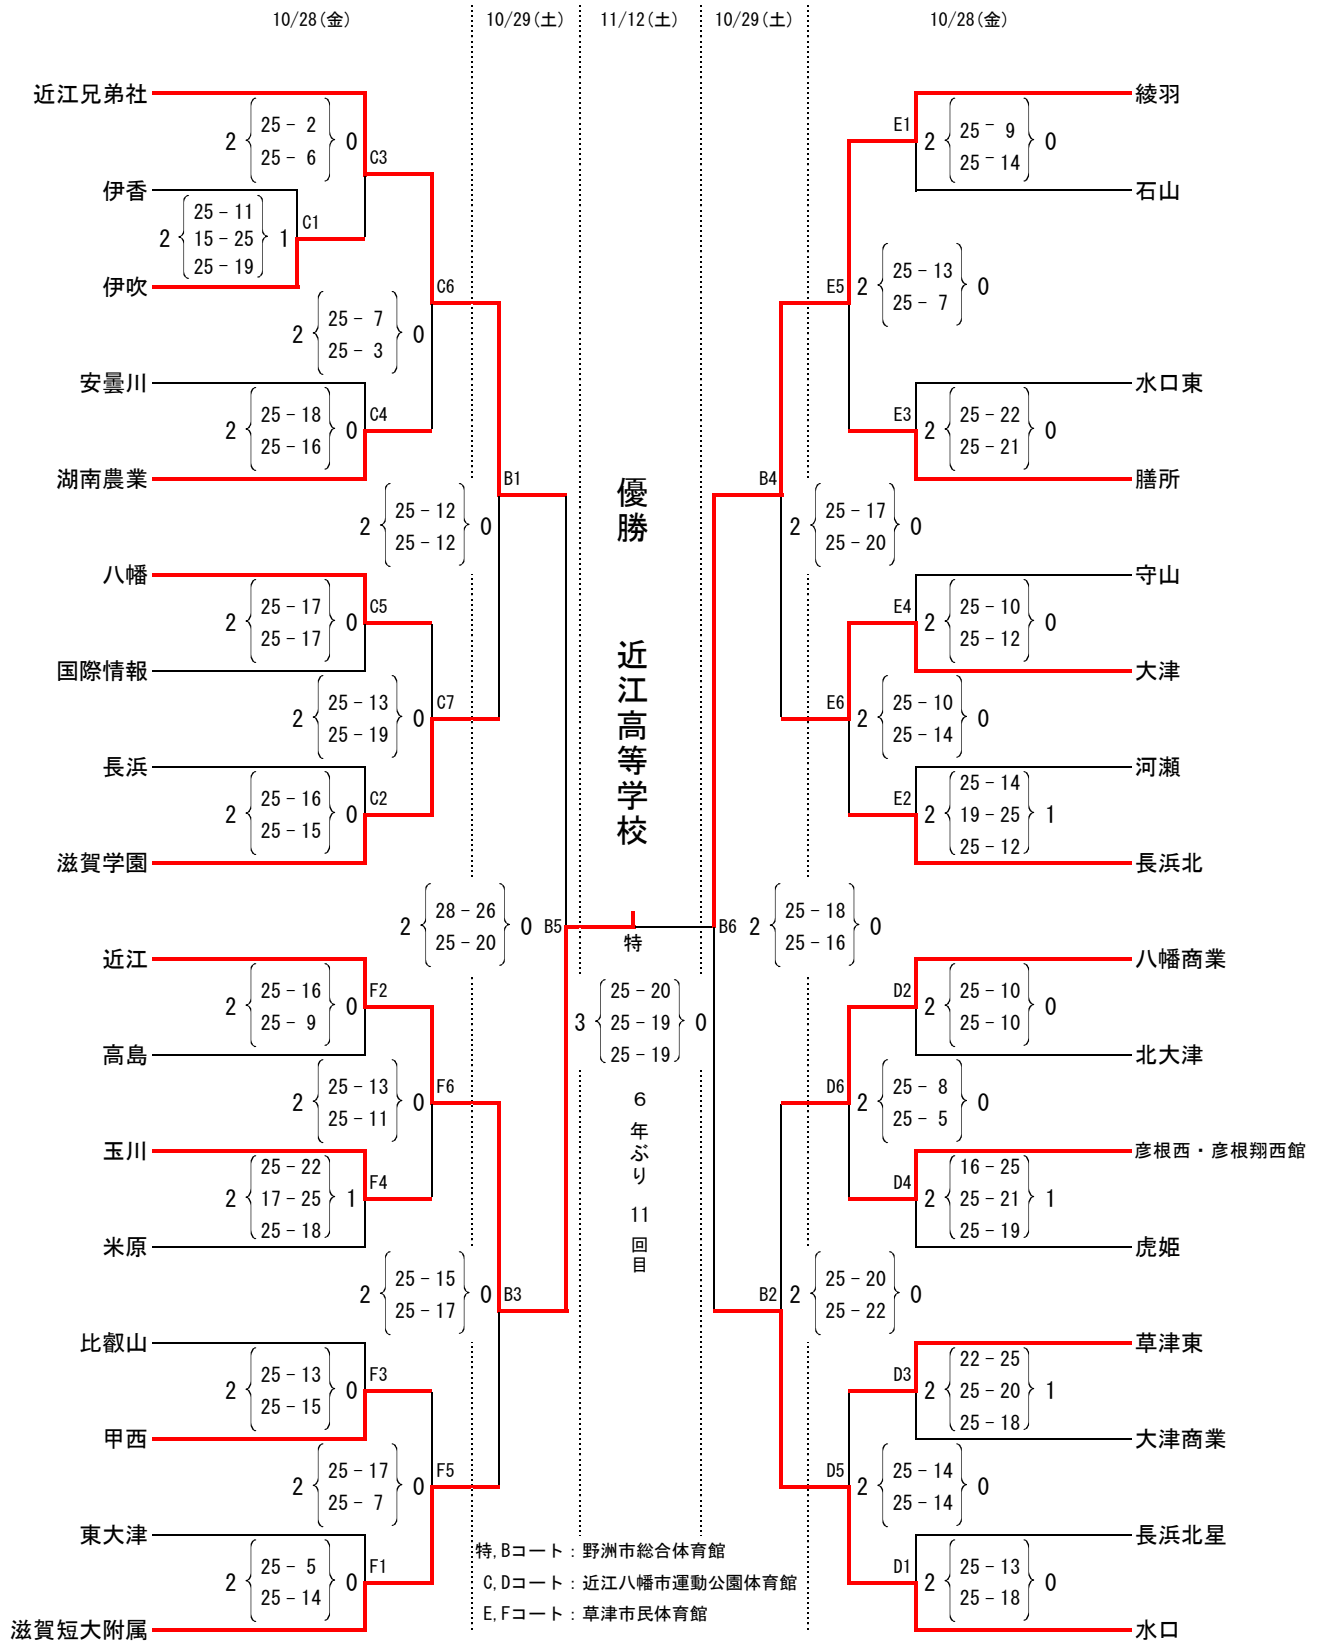 10/28(金)
10/29(土)
11/12(土)
10/29(土)
10/28(金)
近江兄弟社
2 25－ 2 0
25－ 6
C3
伊香
2 25－11 1
15－25
25－19
C1
伊吹
C6
2 25－ 7 0
25－ 3
安曇川
2 25－18 0
25－16
C4
湖南農業
B1
2 25－12 0
25－12
八幡
2 25－17 0
25－17
C5
国際情報
2 25－13 0
25－19
C7
長浜
2 25－16 0
25－15
C2
滋賀学園
2 28－26 0
25－20
B5
近江
2 25－16 0
25－ 9
F2
高島
2 25－13 0
25－11
F6
玉川
2 25－22 1
17－25
25－18
F4
米原
2 25－15 0
25－17
B3
比叡山
2 25－13 0
25－15
F3
甲西
2 25－17 0
25－ 7
F5
東大津
2 25－ 5 0
25－14
F1
滋賀短大附属
優勝
近江高等学校
特
3 25－20 0
25－19
25－19
6年ぶり 11回目
綾羽
E1
2 25－ 9 0
25－14
石山
E5
2 25－13 0
25－ 7
水口東
E3
2 25－22 0
25－21
膳所
B4
2 25－17 0
25－20
守山
E4
2 25－10 0
25－12
大津
E6
2 25－10 0
25－14
河瀬
E2
2 25－14 1
19－25
25－12
長浜北
B6
2 25－18 0
25－16
八幡商業
D2
2 25－10 0
25－10
北大津
D6
2 25－ 8 0
25－ 5
彦根西・彦根翔西館
D4
2 16－25 1
25－21
25－19
虎姫
B2
2 25－20 0
25－22
草津東
D3
2 22－25 1
25－20
25－18
大津商業
D5
2 25－14 0
25－14
長浜北星
D1
2 25－13 0
25－18
水口
特,Bコート：野洲市総合体育館
C,Dコート：近江八幡市運動公園体育館
E,Fコート：草津市民体育館